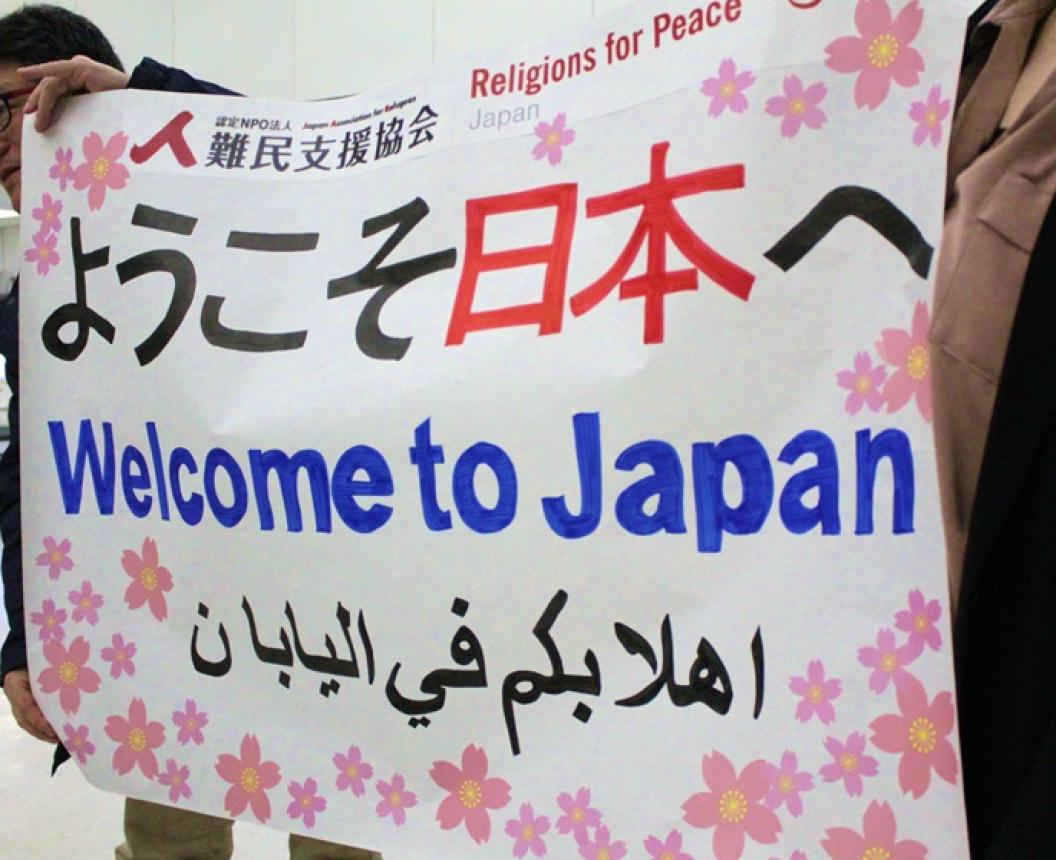 Religions for Peace
Japan
認定NPO法人 Japan Association for Refugees
難民支援協会
ようこそ日本へ
Welcome to Japan
اهلا بكم في اليابان